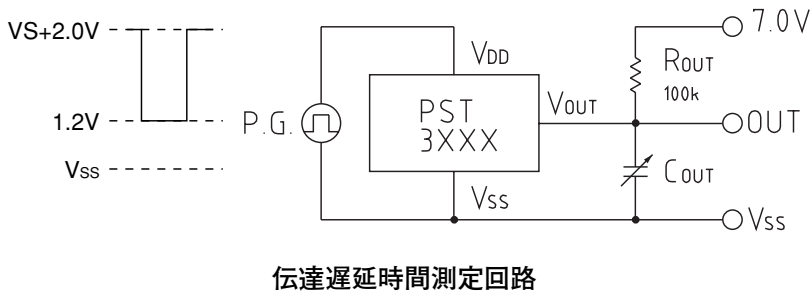 VS+2.0V
1.2V
VSS
P.G.
VDD
PST
3XXX
VOUT
VSS
7.0V
ROUT
100k
OUT
COUT
VSS
伝達遅延時間測定回路